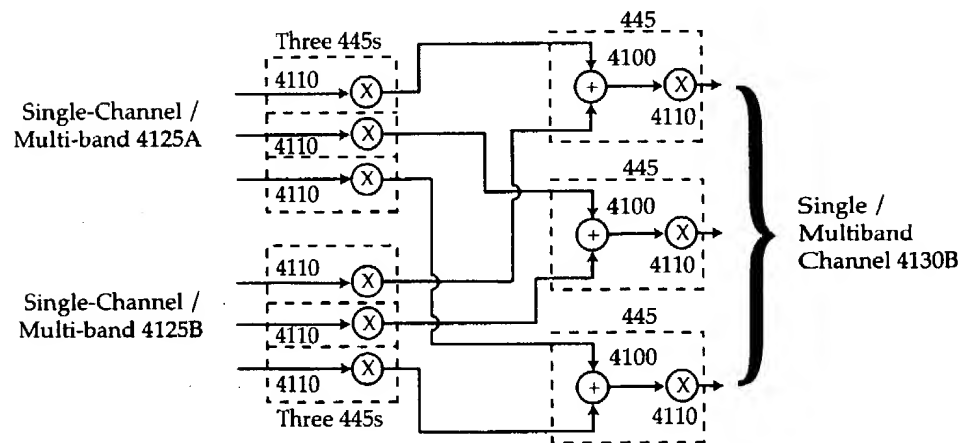 Three 445s
4110
Single-Channel /
Multi-band 4125A
4110
4110
4110
Single-Channel /
Multi-band 4125B
4110
4110
Three 445s
445
4100
4110
445
4100
4110
445
4100
4110
Single /
Multiband
Channel 4130B